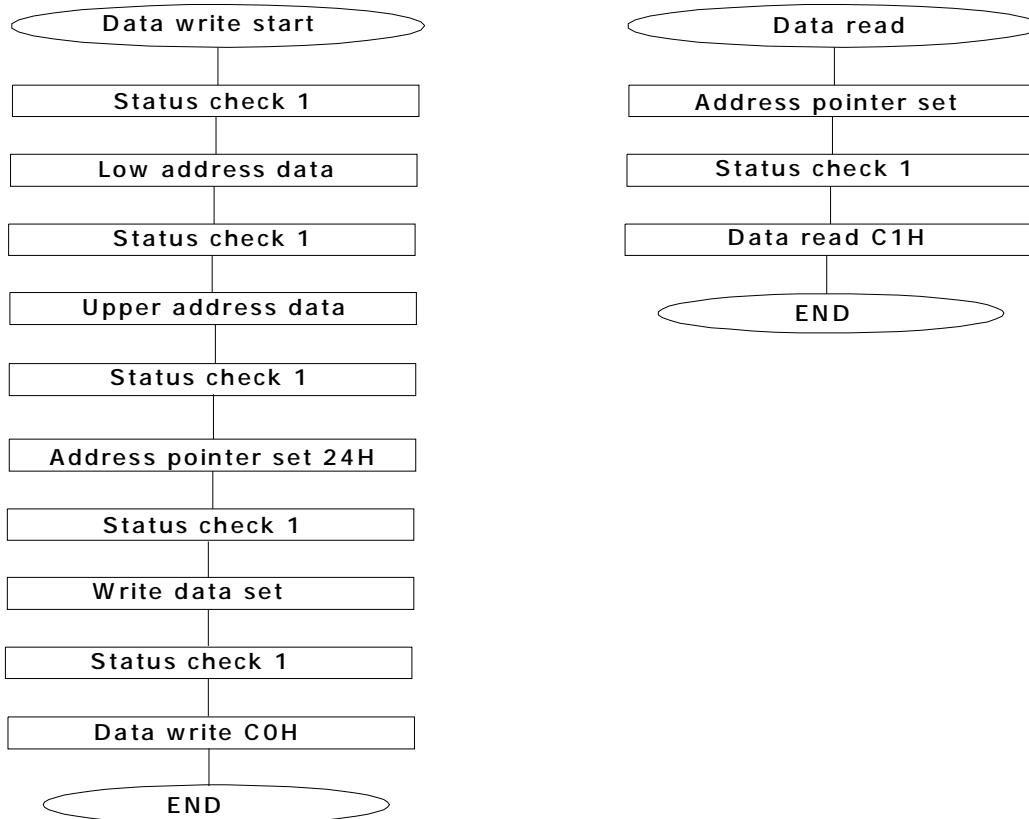 Data write start
Status check 1
Low address data
Status check 1
Upper address data
Status check 1
Address pointer set 24H
Status check 1
Write data set
Status check 1
Data write C0H
END
Data read
Address pointer set
Status check 1
Data read C1H
END